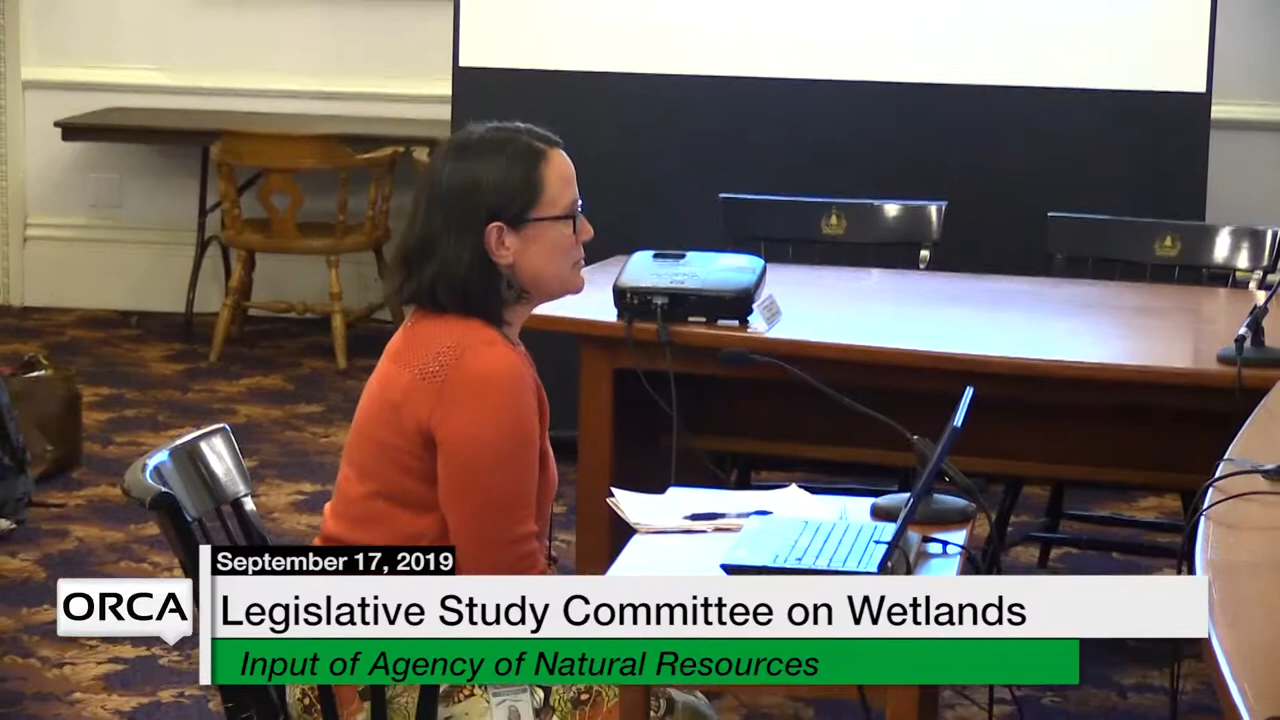 September 17, 2019
ORCA
Legislative Study Committee on Wetlands
Input of Agency of Natural Resources